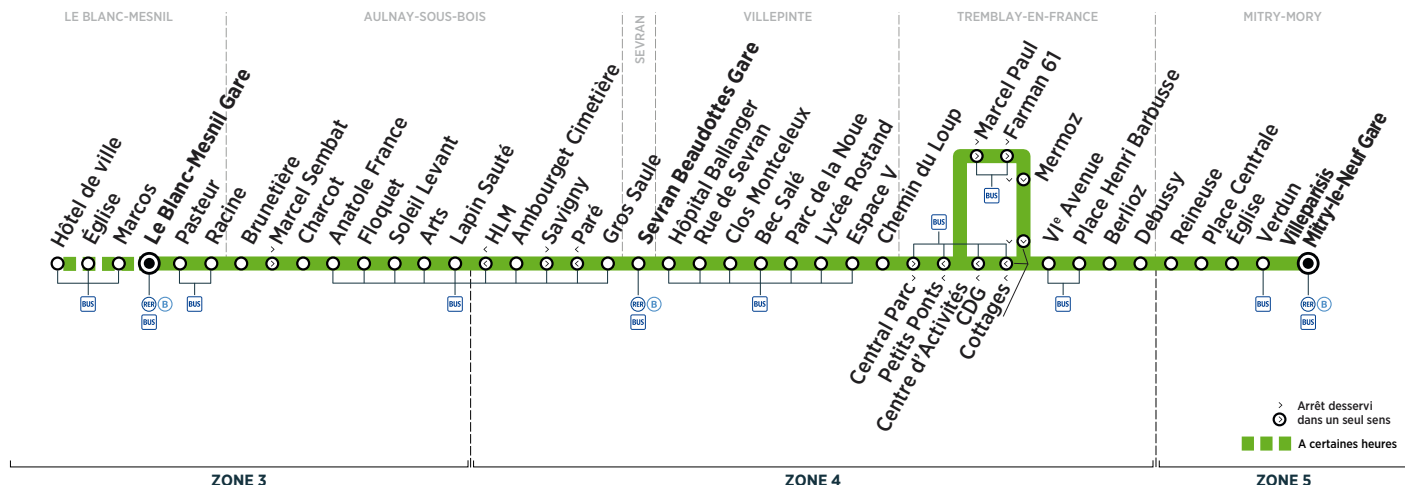 LE BLANC-MESNIL
AULNAY-SOUS-BOIS
SEVRAN
VILLEPINTE
TREMBLAY-EN-FRANCE
MITRY-MORY
Hôtel de ville
Église
Marcos
Le Blanc-Mesnil Gare
Pasteur
Racine
Brunetière
Marcel Sembat
Charcot
Anatole France
Floquet
Soleil Levant
Arts
Lapin Sauté
HLM
Ambourget Cimetière
Savigny
Paré
Gros Saule
Sevran Beaudottes Gare
Hôpital Ballanger
Rue de Sevran
Clos Montceleux
Bec Salé
Parc de la Noue
Lycée Rostand
Espace V
Chemin du Loup
Central Parc
Petits Ponts
Centre d'Activités
CDG
Cottages
Marcel Paul
Farman 61
Mermoz
VIe Avenue
Place Henri Barbusse
Berlioz
Debussy
Reineuse
Place Centrale
Église
Verdun
Villeparisis
Mitry-le-Neuf Gare
BUS
RER B
BUS
BUS
BUS
RER B
BUS
BUS
BUS
BUS
BUS
BUS
RER B
BUS
> Arrêt desservi
dans un seul sens
A certaines heures
ZONE 3
ZONE 4
ZONE 5